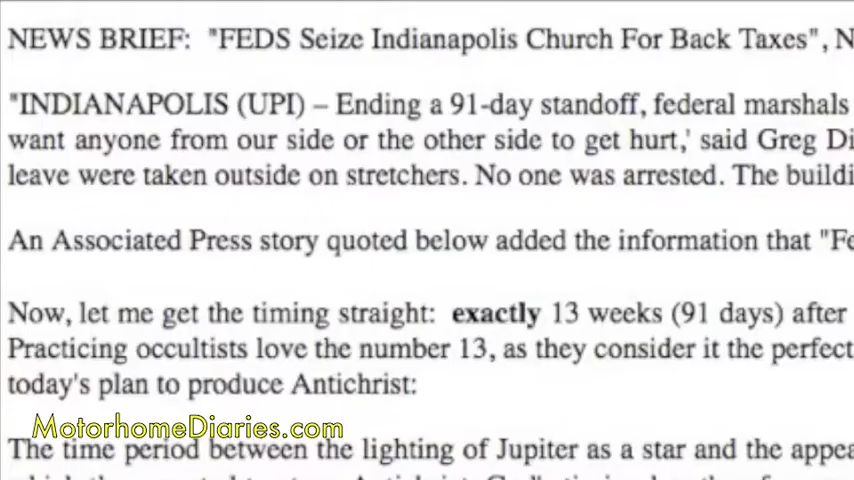 NEWS BRIEF: "FEDS Seize Indianapolis Church For Back Taxes", N
"INDIANAPOLIS (UPI) – Ending a 91-day standoff, federal marshals
want anyone from our side or the other side to get hurt,' said Greg Di
leave were taken outside on stretchers. No one was arrested. The buildi
An Associated Press story quoted below added the information that "Fe
Now, let me get the timing straight: exactly 13 weeks (91 days) after
Practicing occultists love the number 13, as they consider it the perfect
today's plan to produce Antichrist:
MotorhomeDiaries.com
The time period between the lighting of Jupiter as a star and the appea